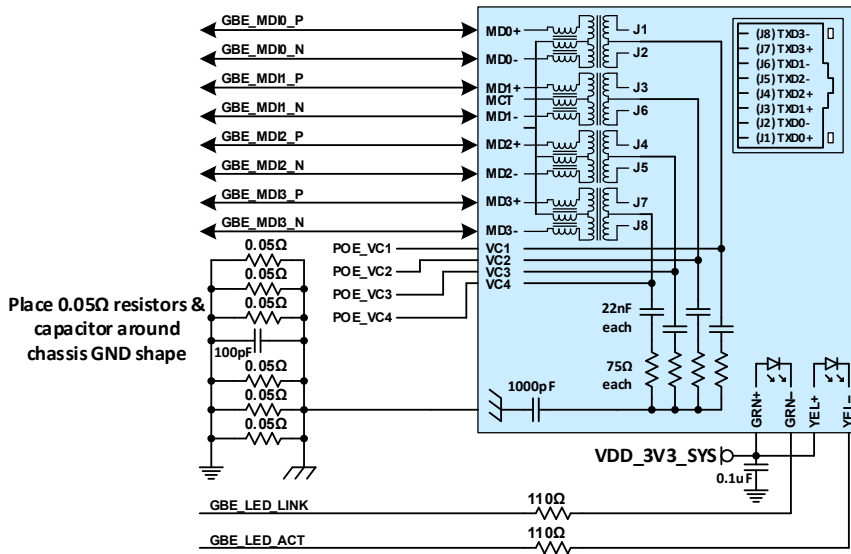 GBE_MDI0_P
GBE_MDI0_N
GBE_MDI1_P
GBE_MDI1_N
GBE_MDI2_P
GBE_MDI2_N
GBE_MDI3_P
GBE_MDI3_N
MD0+
MD0-
MD1+
MCT
MD1-
MD2+
MD2-
MD3+
MD3-
VC1
VC2
VC3
VC4
J1
J2
J3
J6
J4
J5
J7
J8
(J8) TXD3-
(J7) TXD3+
(J6) TXD1-
(J5) TXD2-
(J4) TXD2+
(J3) TXD1+
(J2) TXD0-
(J1) TXD0+
POE_VC1
POE_VC2
POE_VC3
POE_VC4
Place 0.05Ω resistors &
capacitor around
chassis GND shape
0.05Ω
0.05Ω
0.05Ω
100pF
0.05Ω
0.05Ω
0.05Ω
22nF
each
75Ω
each
1000pF
GRN+
GRN–
YEL+
YEL–
VDD_3V3_SYS
0.1uF
GBE_LED_LINK
110Ω
GBE_LED_ACT
110Ω